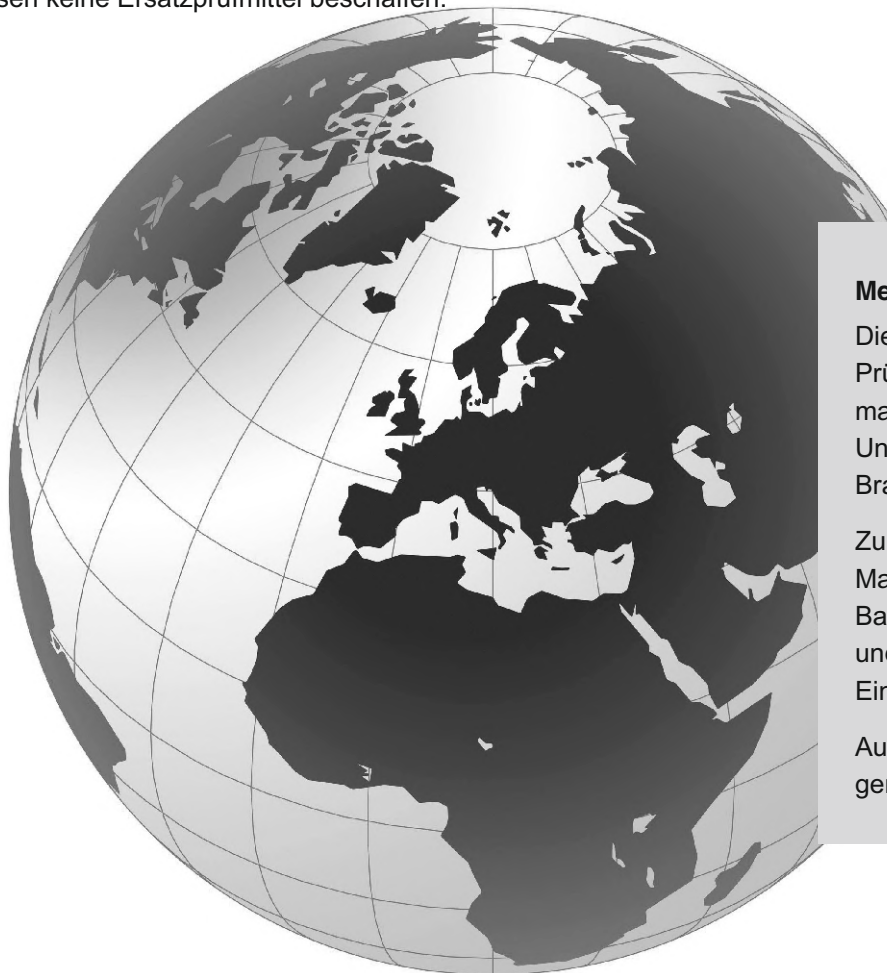 sen keine Ersatzprüfmittel beschaffen.
Me
Die
Prü
ma
Un
Bra
Zu
Ma
Ba
und
Ein
Au
ger